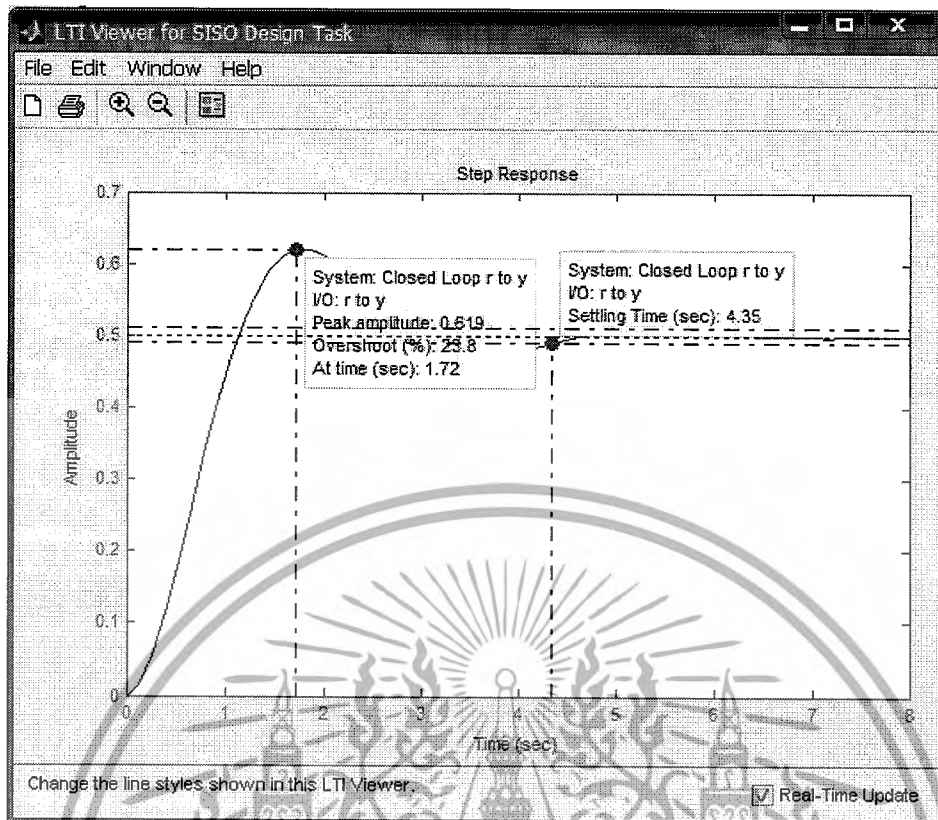 LTI Viewer for SISO Design Task
File Edit Window Help
Step Response
0.7
0.6
0.5
0.4
0.3
0.2
0.1
0
Amplitude
System: Closed Loop r to y
I/O: r to y
Peak amplitude: 0.619
Overshoot (%): 23.8
At time (sec): 1.72
System: Closed Loop r to y
I/O: r to y
Settling Time (sec): 4.35
0 1 2 3 4 5 6 7 8
Time (sec)
Change the line styles shown in this LTI Viewer.
Real-Time Update